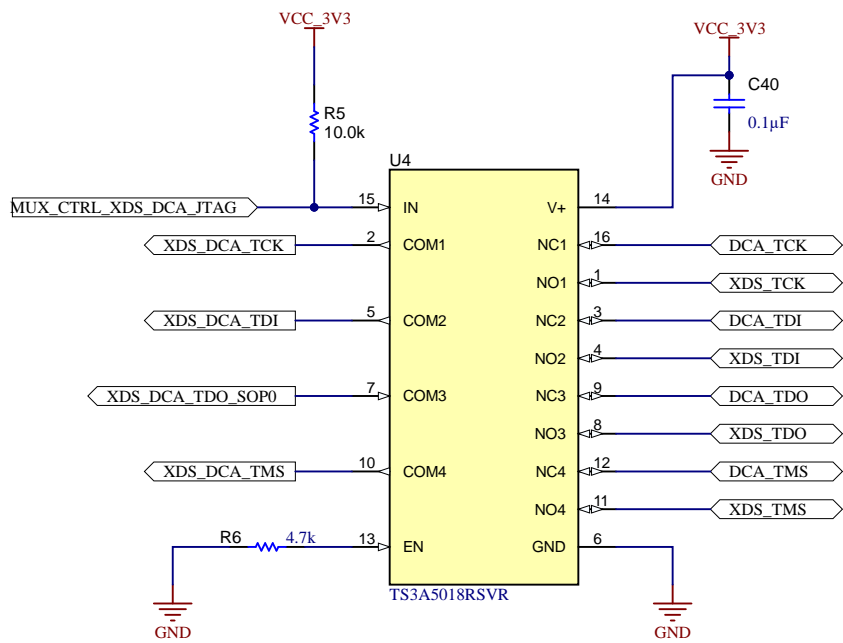 VCC_3V3
VCC_3V3
R5
10.0k
C40
0.1µF
GND
U4
MUX_CTRL_XDS_DCA_JTAG 15 IN V+ 14
XDS_DCA_TCK 2 COM1 NC1 16 DCA_TCK
NO1 1 XDS_TCK
XDS_DCA_TDI 5 COM2 NC2 3 DCA_TDI
NO2 4 XDS_TDI
XDS_DCA_TDO_SOP0 7 COM3 NC3 9 DCA_TDO
NO3 8 XDS_TDO
XDS_DCA_TMS 10 COM4 NC4 12 DCA_TMS
NO4 11 XDS_TMS
R6 4.7k 13 EN GND 6
TS3A5018RSVR
GND
GND